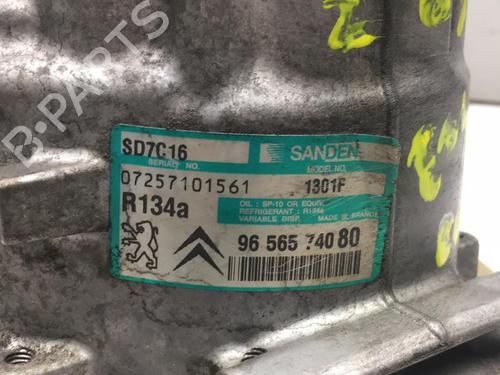 B-PARTS
SD7C16
SANDEN
SERIAL NO.
MODEL NO.
07257101561
1301F
R134a
OIL : SP-10 OR EQUIV
REFRIGERANT : R134a
VARIABLE DISP. MADE IN FRANCE
96 565 740 80